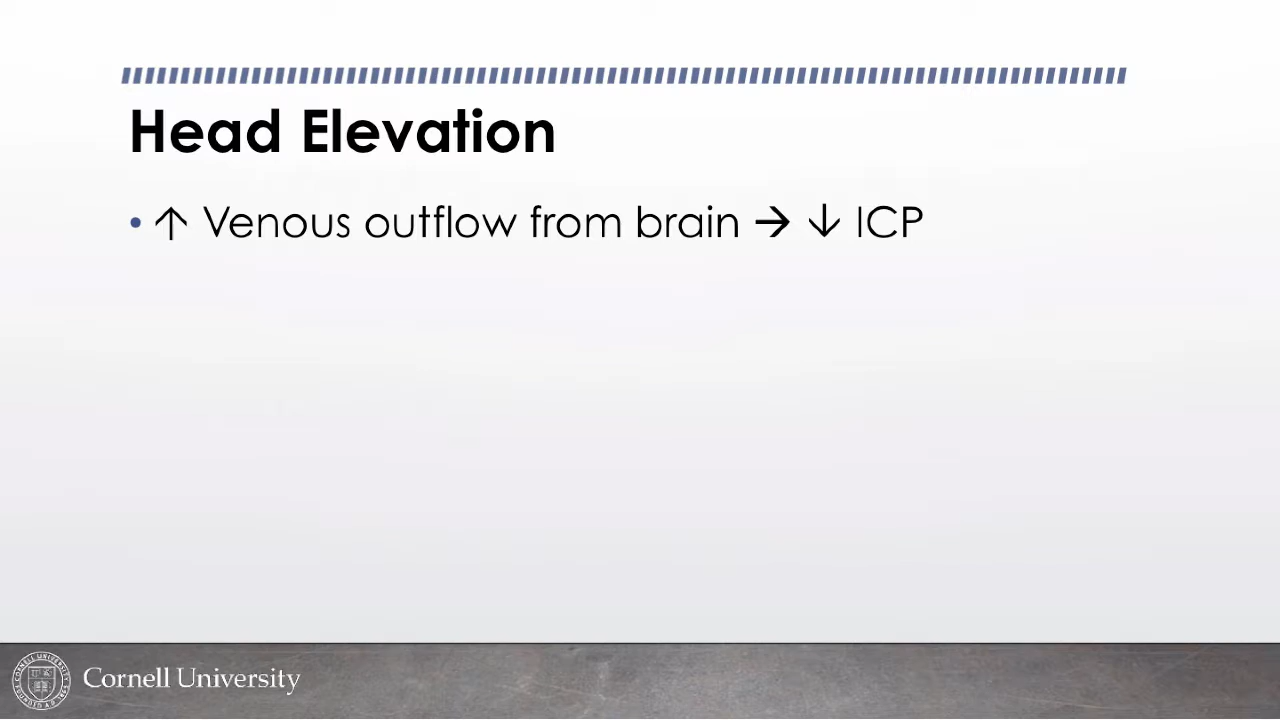 Head Elevation
• ↑ Venous outflow from brain → ↓ ICP
Cornell University